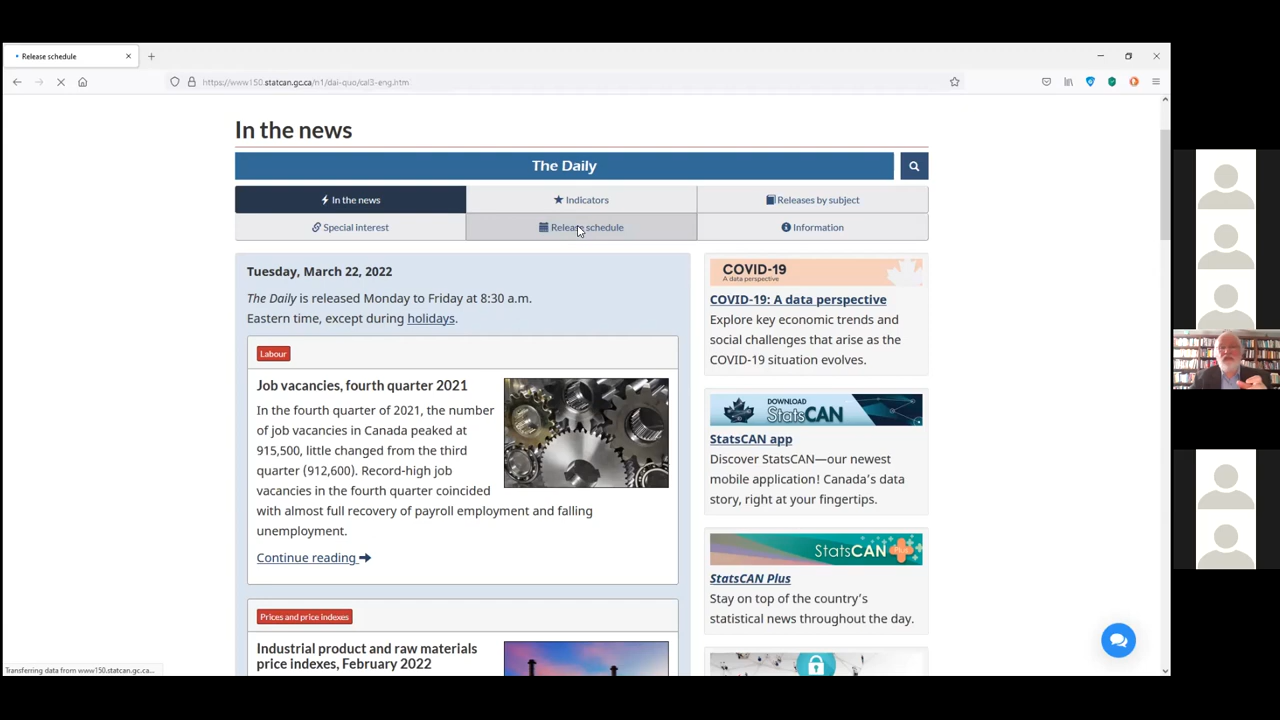 Release schedule
https://www150.statcan.gc.ca/n1/dai-quo/cal3-eng.htm
In the news
The Daily
In the news
Indicators
Releases by subject
Special interest
Release schedule
Information
Tuesday, March 22, 2022
The Daily is released Monday to Friday at 8:30 a.m.
Eastern time, except during holidays.
Labour
Job vacancies, fourth quarter 2021
In the fourth quarter of 2021, the number
of job vacancies in Canada peaked at
915,500, little changed from the third
quarter (912,600). Record-high job
vacancies in the fourth quarter coincided
with almost full recovery of payroll employment and falling
unemployment.
Continue reading
Prices and price indexes
Industrial product and raw materials
price indexes, February 2022
COVID-19
A data perspective
COVID-19: A data perspective
Explore key economic trends and
social challenges that arise as the
COVID-19 situation evolves.
DOWNLOAD
StatsCAN
StatsCAN app
Discover StatsCAN—our newest
mobile application! Canada's data
story, right at your fingertips.
StatsCAN Plus
StatsCAN Plus
Stay on top of the country's
statistical news throughout the day.
Transferring data from www150.statcan.gc.ca...